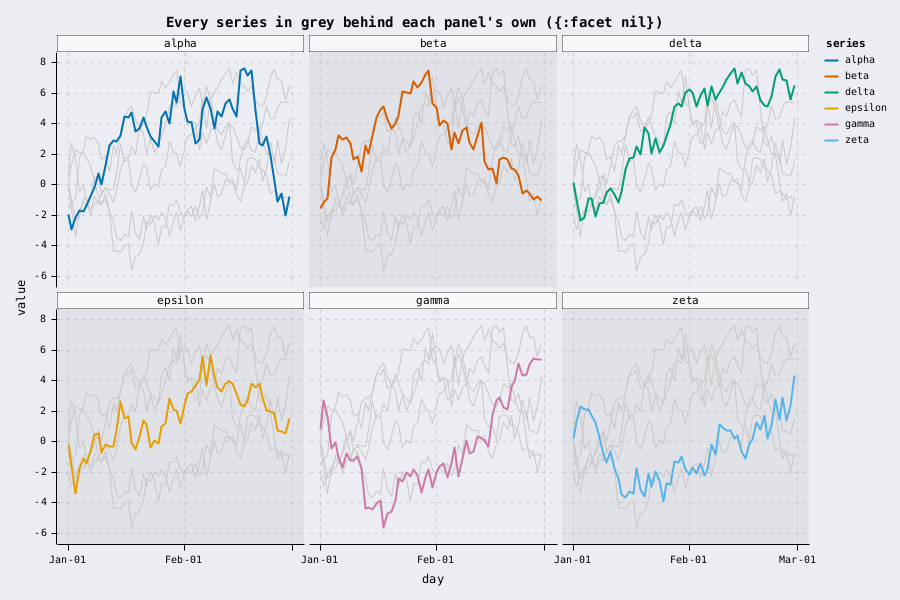 Every series in grey behind each panel's own ({:facet nil})
alpha
beta
delta
series
alpha
beta
delta
epsilon
gamma
zeta
8
6
4
2
0
-2
-4
-6
value
epsilon
gamma
zeta
8
6
4
2
0
-2
-4
-6
Jan-01 Feb-01 Jan-01 Feb-01 Jan-01 Feb-01 Mar-01
day